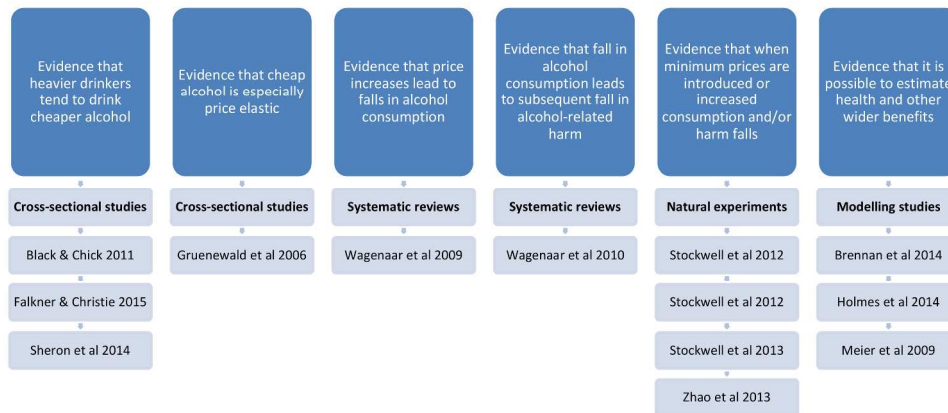 Evidence that
heavier drinkers
tend to drink
cheaper alcohol
Cross-sectional studies
Black & Chick 2011
Falkner & Christie 2015
Sheron et al 2014
Evidence that cheap
alcohol is especially
price elastic
Cross-sectional studies
Gruenewald et al 2006
Evidence that price
increases lead to
falls in alcohol
consumption
Systematic reviews
Wagenaar et al 2009
Evidence that fall in
alcohol
consumption leads
to subsequent fall in
alcohol-related
harm
Systematic reviews
Wagenaar et al 2010
Evidence that when
minimum prices are
introduced or
increased
consumption and/or
harm falls
Natural experiments
Stockwell et al 2012
Stockwell et al 2012
Stockwell et al 2013
Zhao et al 2013
Evidence that it is
possible to estimate
health and other
wider benefits
Modelling studies
Brennan et al 2014
Holmes et al 2014
Meier et al 2009